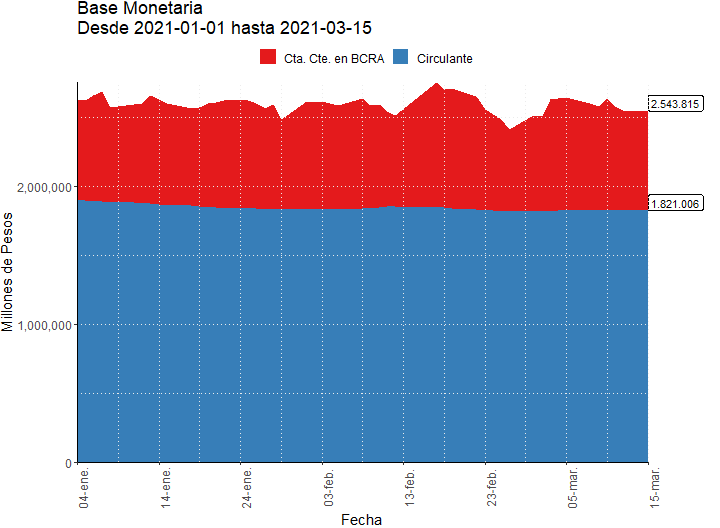 Base Monetaria
Desde 2021-01-01 hasta 2021-03-15
Cta. Cte. en BCRA
Circulante
Millones de Pesos
2,000,000
1,000,000
0
2.543.815
1.821.006
04-ene.
14-ene.
24-ene.
03-feb.
13-feb.
23-feb.
05-mar.
15-mar.
Fecha